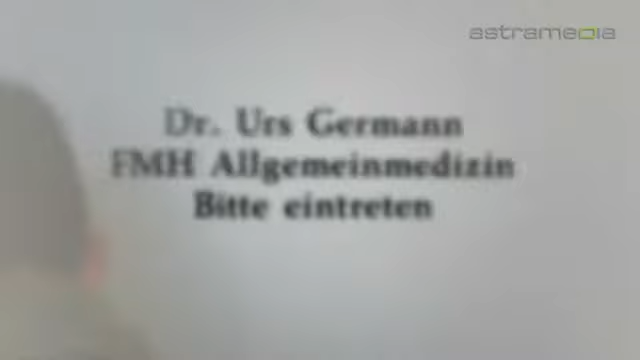 astramedia
Dr. Urs Germann
FMH Allgemeinmedizin
Bitte eintreten